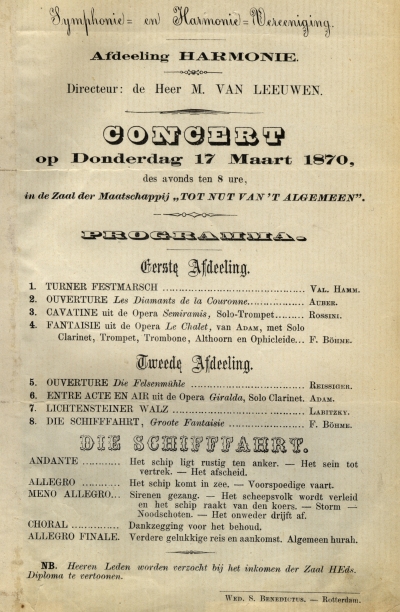 Symphonie= en Harmonie=Vereeniging.
Afdeeling HARMONIE.
Directeur: de Heer M. VAN LEEUWEN.
CONCERT
op Donderdag 17 Maart 1870,
des avonds ten 8 ure,
in de Zaal der Maatschappij „TOT NUT VAN 'T ALGEMEEN".
PROGRAMMA.
Eerste Afdeeling.
1. TURNER FESTMARSCH .................... VAL. HAMM.
2. OUVERTURE Les Diamants de la Couronne............... AUBER.
3. CAVATINE uit de Opera Semiramis, Solo-Trompet........ ROSSINI.
4. FANTAISIE uit de Opera Le Chalet, van ADAM, met Solo
Clarinet, Trompet, Trombone, Althoorn en Ophicleide... F. BÖHME.
Tweede Afdeeling.
5. OUVERTURE Die Felsenmühle .................... REISSIGER.
6. ENTRE ACTE EN AIR uit de Opera Giralda, Solo Clarinet. ADAM.
7. LICHTENSTEINER WALZ .................... LABITZKY.
8. DIE SCHIFFFAHRT, Groote Fantaisie .................... F. BÖHME.
DIE SCHIFFFAHRT.
ANDANTE ........... Het schip ligt rustig ten anker. — Het sein tot
vertrek. — Het afscheid.
ALLEGRO ........... Het schip komt in zee. — Voorspoedige vaart.
MENO ALLEGRO... Sirenen gezang. — Het scheepsvolk wordt verleid
en het schip raakt van den koers. — Storm —
Noodschoten. — Het onweder drijft af.
CHORAL ............ Dankzegging voor het behoud.
ALLEGRO FINALE. Verdere gelukkige reis en aankomst. Algemeen hurah.
NB. Heeren Leden worden verzocht bij het inkomen der Zaal HEds.
Diploma te vertoonen.
WED. S. BENEDICTUS. — Rotterdam.